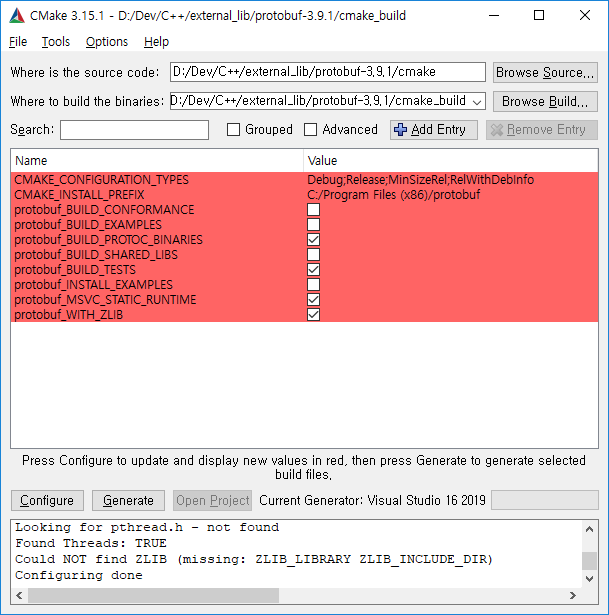 CMake 3.15.1 - D:/Dev/C++/external_lib/protobuf-3.9.1/cmake_build
File Tools Options Help
Where is the source code: D:/Dev/C++/external_lib/protobuf-3.9.1/cmake Browse Source...
Where to build the binaries: D:/Dev/C++/external_lib/protobuf-3.9.1/cmake_build Browse Build...
Search: Grouped Advanced Add Entry Remove Entry
Name Value
CMAKE_CONFIGURATION_TYPES Debug;Release;MinSizeRel;RelWithDebInfo
CMAKE_INSTALL_PREFIX C:/Program Files (x86)/protobuf
protobuf_BUILD_CONFORMANCE
protobuf_BUILD_EXAMPLES
protobuf_BUILD_PROTOC_BINARIES
protobuf_BUILD_SHARED_LIBS
protobuf_BUILD_TESTS
protobuf_INSTALL_EXAMPLES
protobuf_MSVC_STATIC_RUNTIME
protobuf_WITH_ZLIB
Press Configure to update and display new values in red, then press Generate to generate selected
build files.
Configure Generate Open Project Current Generator: Visual Studio 16 2019
Looking for pthread.h - not found
Found Threads: TRUE
Could NOT find ZLIB (missing: ZLIB_LIBRARY ZLIB_INCLUDE_DIR)
Configuring done